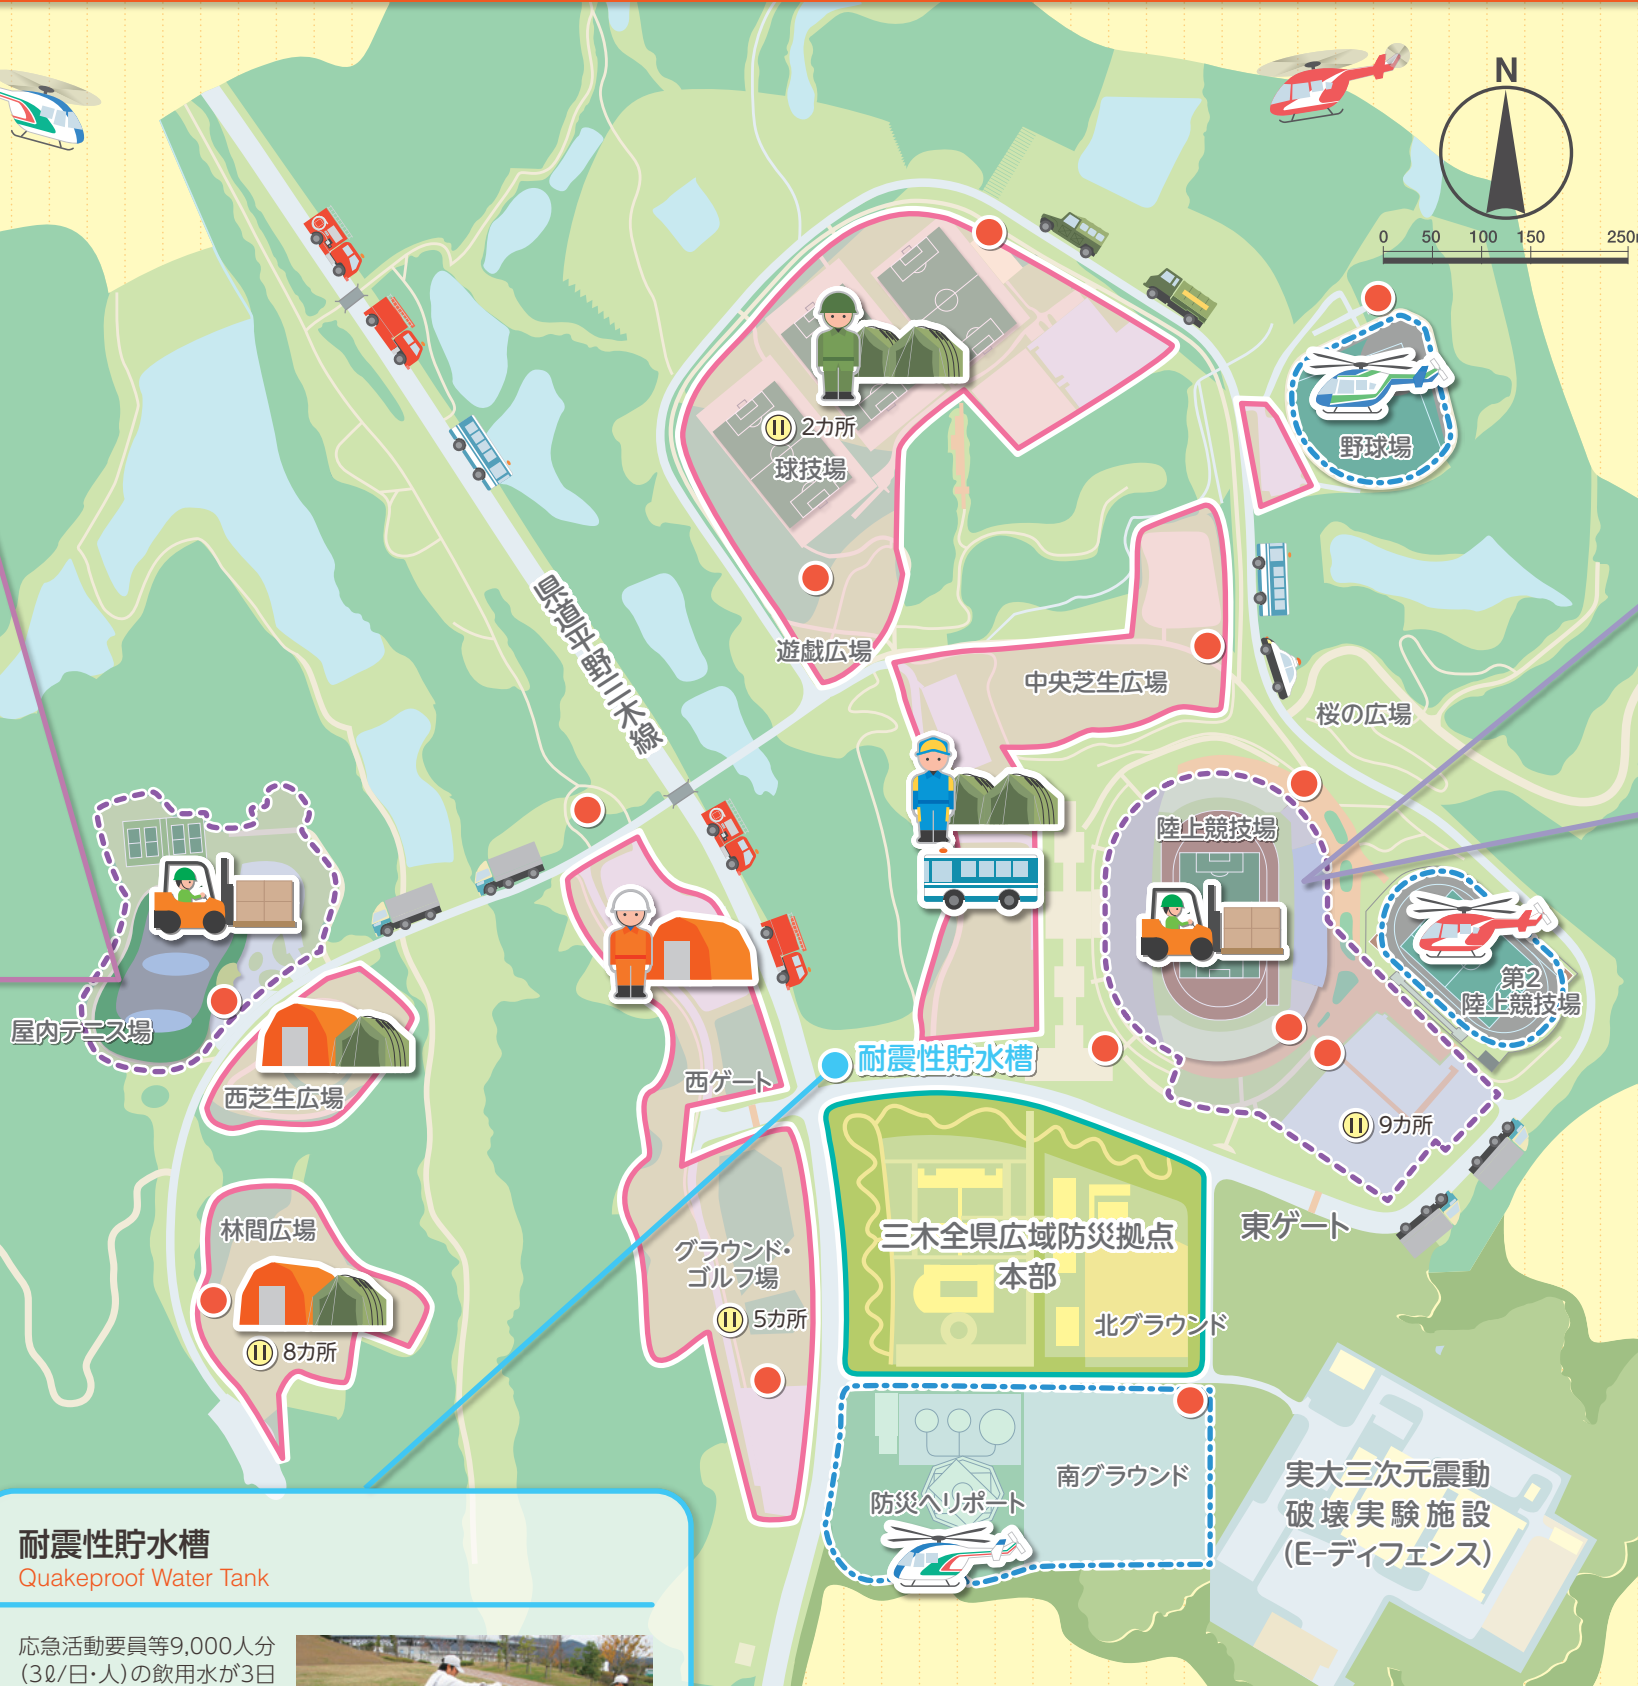 N
0 50 100 150 250m
野球場
2カ所
球技場
県道平野三木線
遊戯広場
中央芝生広場
桜の広場
陸上競技場
第2
陸上競技場
屋内テニス場
西芝生広場
西ゲート
耐震性貯水槽
9カ所
東ゲート
林間広場
8カ所
グラウンド・
ゴルフ場
5カ所
三木全県広域防災拠点
本部
北グラウンド
南グラウンド
防災ヘリポート
実大三次元震動
破壊実験施設
(E-ディフェンス)
耐震性貯水槽
Quakeproof Water Tank
応急活動要員等9,000人分
(3ℓ/日・人)の飲用水が3日